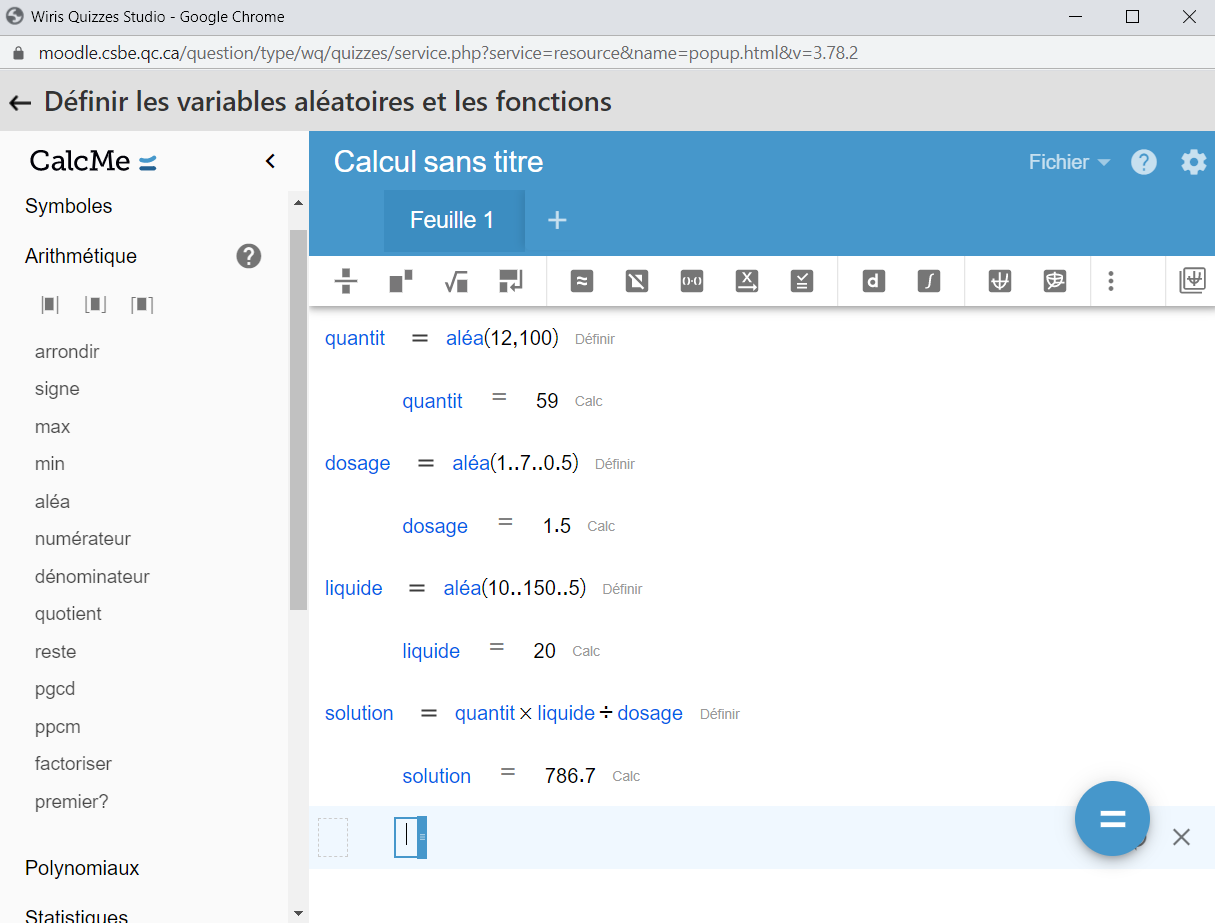 Wiris Quizzes Studio - Google Chrome
moodle.csbe.qc.ca/question/type/wq/quizzes/service.php?service=resource&name=popup.html&v=3.78.2
Définir les variables aléatoires et les fonctions
CalcMe
Symboles
Arithmétique
arrondir
signe
max
min
aléa
numérateur
dénominateur
quotient
reste
pgcd
ppcm
factoriser
premier?
Polynomiaux
Statistiques
Calcul sans titre
Fichier
Feuille 1 +
quantit = aléa(12,100) Définir
quantit = 59 Calc
dosage = aléa(1..7..0.5) Définir
dosage = 1.5 Calc
liquide = aléa(10..150..5) Définir
liquide = 20 Calc
solution = quantit × liquide ÷ dosage Définir
solution = 786.7 Calc